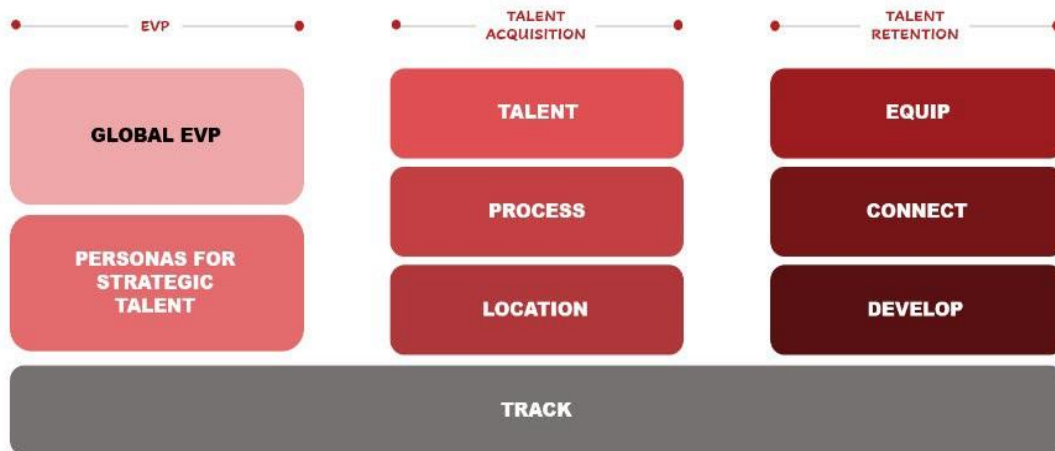 EVP
TALENT
ACQUISITION
TALENT
RETENTION
GLOBAL EVP
PERSONAS FOR
STRATEGIC
TALENT
TALENT
PROCESS
LOCATION
EQUIP
CONNECT
DEVELOP
TRACK